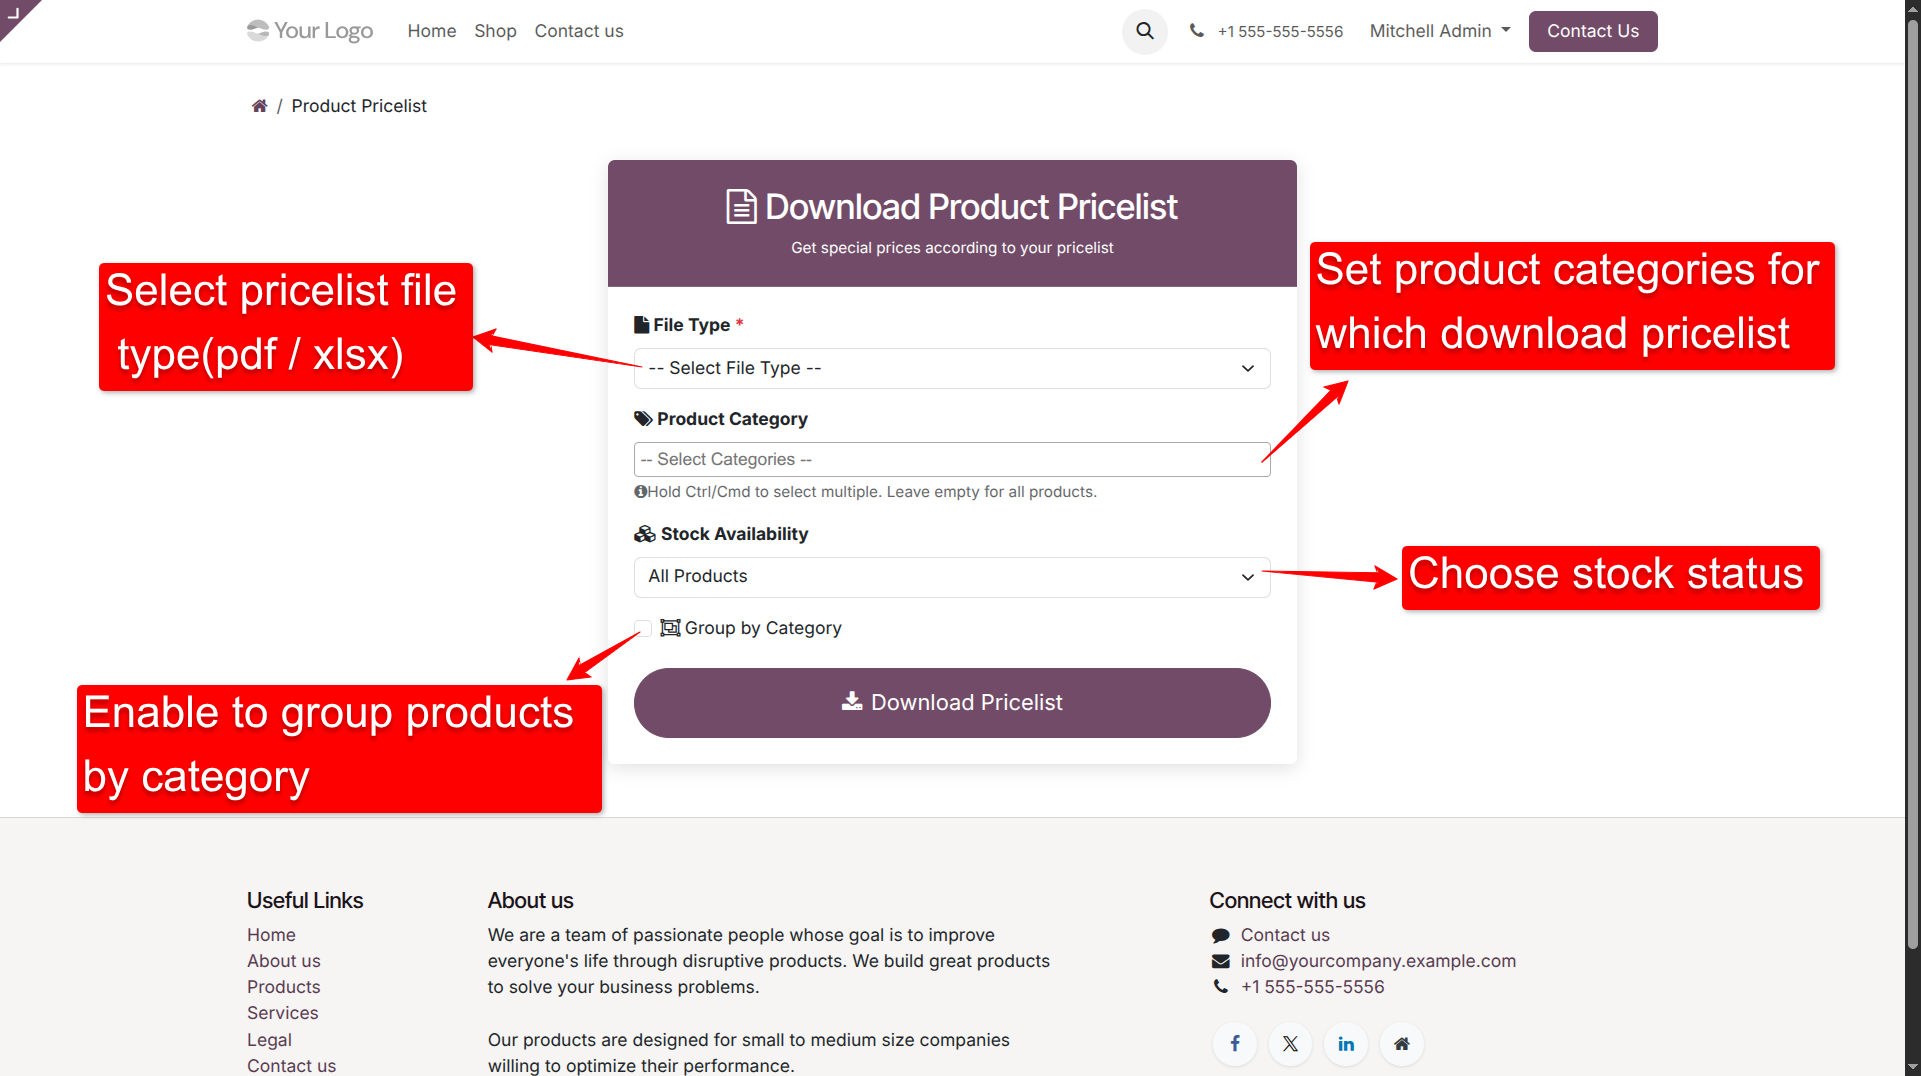 Your Logo
Home
Shop
Contact us
+1 555-555-5556
Mitchell Admin
Contact Us
/ Product Pricelist
Download Product Pricelist
Get special prices according to your pricelist
Select pricelist file
type(pdf / xlsx)
Set product categories for
which download pricelist
File Type *
-- Select File Type --
Product Category
-- Select Categories --
Hold Ctrl/Cmd to select multiple. Leave empty for all products.
Stock Availability
All Products
Choose stock status
Group by Category
Enable to group products
by category
Download Pricelist
Useful Links
Home
About us
Products
Services
Legal
Contact us
About us
We are a team of passionate people whose goal is to improve
everyone's life through disruptive products. We build great products
to solve your business problems.
Our products are designed for small to medium size companies
willing to optimize their performance.
Connect with us
Contact us
info@yourcompany.example.com
+1 555-555-5556